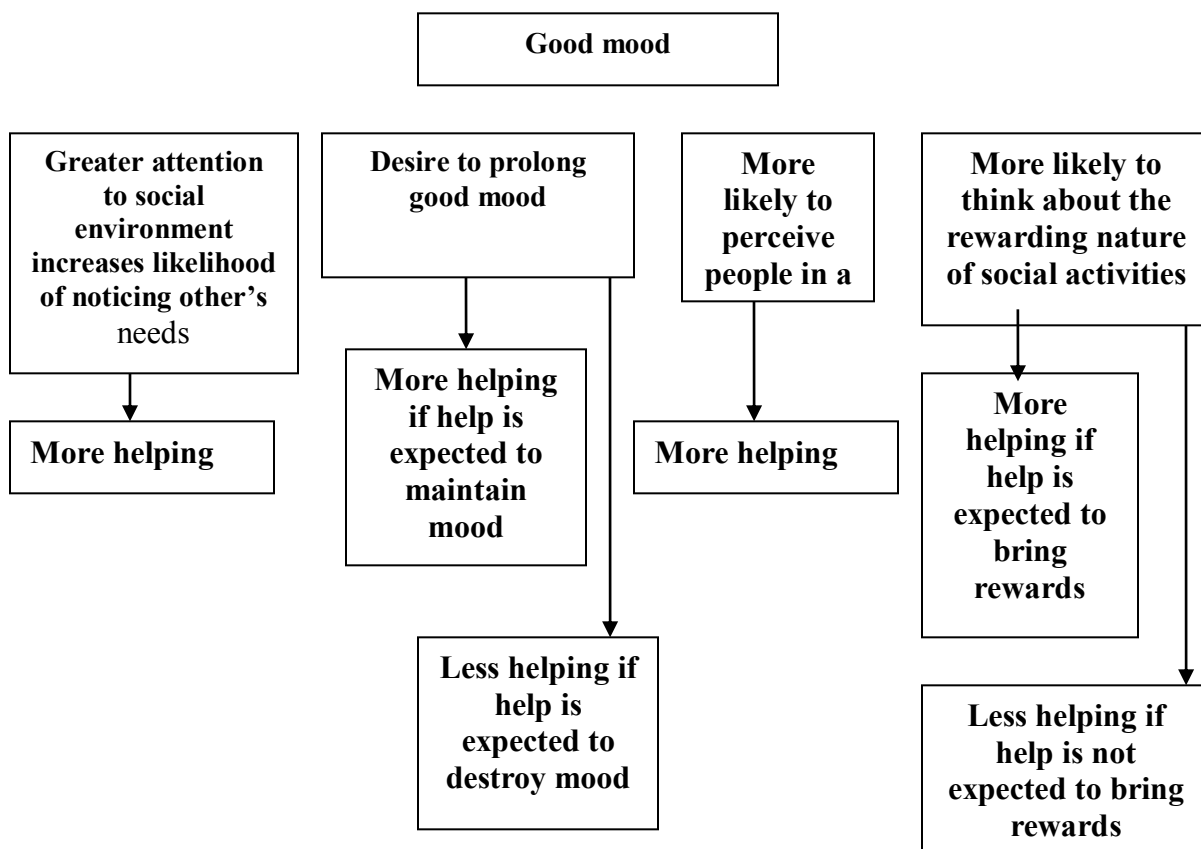 Good mood
Greater attention
to social
environment
increases likelihood
of noticing other’s
needs
More helping
Desire to prolong
good mood
More helping
if help is
expected to
maintain
mood
Less helping if
help is
expected to
destroy mood
More
likely to
perceive
people in a
More helping
More likely to
think about the
rewarding nature
of social activities
More
helping if
help is
expected to
bring
rewards
Less helping if
help is not
expected to bring
rewards